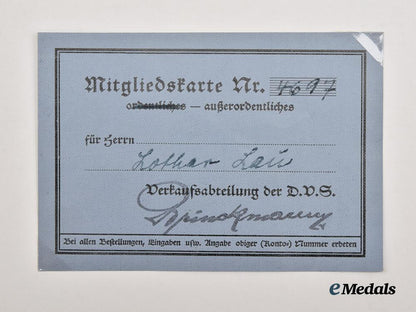 Mitgliedskarte Nr. 4697
ordentliches — außerordentliches
für Herrn
Lothar Lau
Verkaufsabteilung der D.V.S.
Bei allen Bestellungen, Eingaben usw. Angabe obiger (Konto-) Nummer erbeten
eMedals